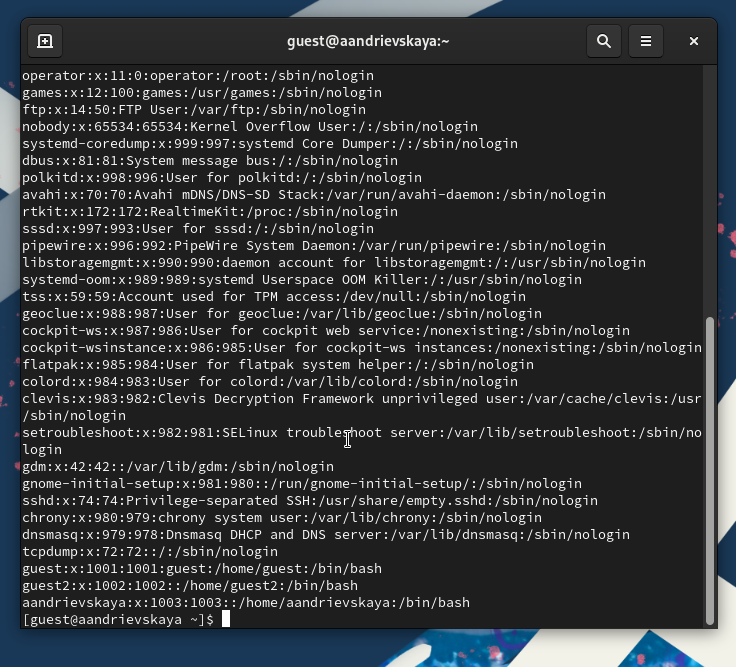 guest@aandrievskaya:~
operator:x:11:0:operator:/root:/sbin/nologin
games:x:12:100:games:/usr/games:/sbin/nologin
ftp:x:14:50:FTP User:/var/ftp:/sbin/nologin
nobody:x:65534:65534:Kernel Overflow User:/:/sbin/nologin
systemd-coredump:x:999:997:systemd Core Dumper:/:/sbin/nologin
dbus:x:81:81:System message bus:/:/sbin/nologin
polkitd:x:998:996:User for polkitd:/:/sbin/nologin
avahi:x:70:70:Avahi mDNS/DNS-SD Stack:/var/run/avahi-daemon:/sbin/nologin
rtkit:x:172:172:RealtimeKit:/proc:/sbin/nologin
sssd:x:997:993:User for sssd:/:/sbin/nologin
pipewire:x:996:992:PipeWire System Daemon:/var/run/pipewire:/sbin/nologin
libstoragemgmt:x:990:990:daemon account for libstoragemgmt:/:/usr/sbin/nologin
systemd-oom:x:989:989:systemd Userspace OOM Killer:/:/usr/sbin/nologin
tss:x:59:59:Account used for TPM access:/dev/null:/sbin/nologin
geoclue:x:988:987:User for geoclue:/var/lib/geoclue:/sbin/nologin
cockpit-ws:x:987:986:User for cockpit web service:/nonexisting:/sbin/nologin
cockpit-wsinstance:x:986:985:User for cockpit-ws instances:/nonexisting:/sbin/nologin
flatpak:x:985:984:User for flatpak system helper:/:/sbin/nologin
colord:x:984:983:User for colord:/var/lib/colord:/sbin/nologin
clevis:x:983:982:Clevis Decryption Framework unprivileged user:/var/cache/clevis:/usr
/sbin/nologin
setroubleshoot:x:982:981:SELinux troubleshoot server:/var/lib/setroubleshoot:/sbin/no
login
gdm:x:42:42::/var/lib/gdm:/sbin/nologin
gnome-initial-setup:x:981:980::/run/gnome-initial-setup/:/sbin/nologin
sshd:x:74:74:Privilege-separated SSH:/usr/share/empty.sshd:/sbin/nologin
chrony:x:980:979:chrony system user:/var/lib/chrony:/sbin/nologin
dnsmasq:x:979:978:Dnsmasq DHCP and DNS server:/var/lib/dnsmasq:/sbin/nologin
tcpdump:x:72:72::/:/sbin/nologin
guest:x:1001:1001:guest:/home/guest:/bin/bash
guest2:x:1002:1002::/home/guest2:/bin/bash
aandrievskaya:x:1003:1003::/home/aandrievskaya:/bin/bash
[guest@aandrievskaya ~]$